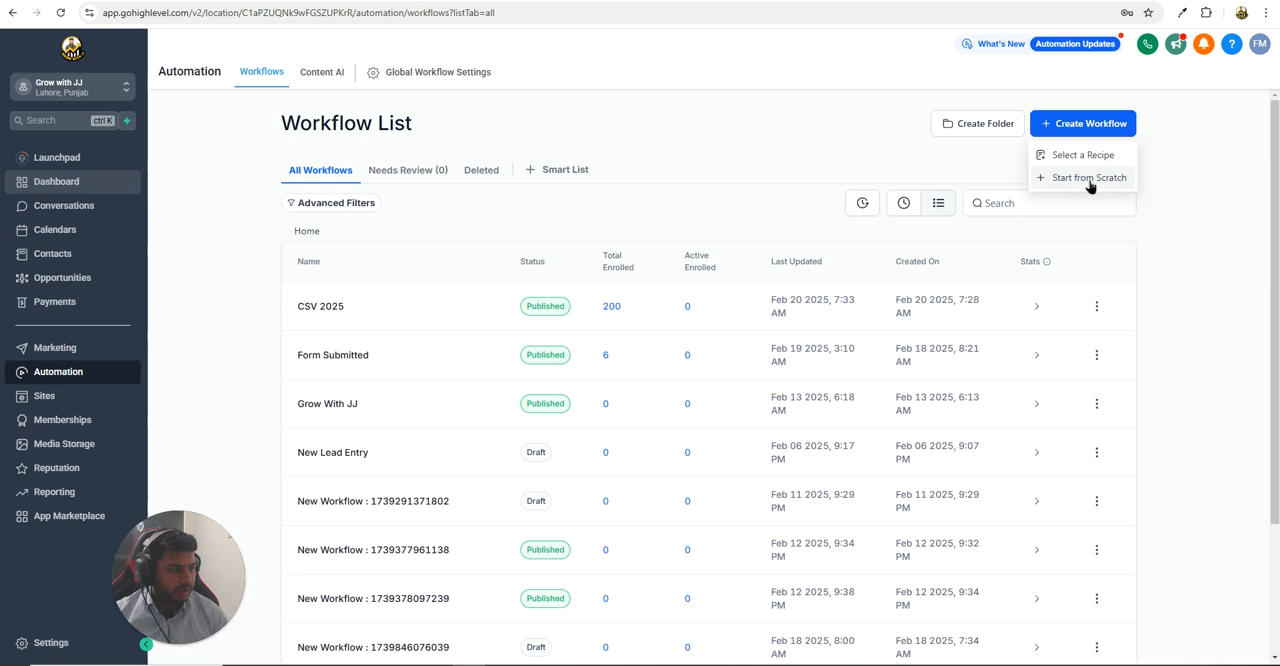 app.gohighlevel.com/v2/location/C1aPZUQNk9wFGSZUPKrR/automation/workflows?listTab=all
What's New
Automation Updates
FM
Automation
Workflows
Content AI
Global Workflow Settings
Grow with JJ
Lahore, Punjab
Search
ctrl K
Launchpad
Dashboard
Conversations
Calendars
Contacts
Opportunities
Payments
Marketing
Automation
Sites
Memberships
Media Storage
Reputation
Reporting
App Marketplace
Settings
Workflow List
Create Folder
+ Create Workflow
Select a Recipe
+ Start from Scratch
All Workflows
Needs Review (0)
Deleted
+ Smart List
Advanced Filters
Search
Home
Name
Status
Total
Enrolled
Active
Enrolled
Last Updated
Created On
Stats
CSV 2025
Published
200
0
Feb 20 2025, 7:33
AM
Feb 20 2025, 7:28
AM
Form Submitted
Published
6
0
Feb 19 2025, 3:10
AM
Feb 18 2025, 8:21
AM
Grow With JJ
Published
0
0
Feb 13 2025, 6:18
AM
Feb 13 2025, 6:13
AM
New Lead Entry
Draft
0
0
Feb 06 2025, 9:17
PM
Feb 06 2025, 9:07
PM
New Workflow : 1739291371802
Draft
0
0
Feb 11 2025, 9:29
PM
Feb 11 2025, 9:29
PM
New Workflow : 1739377961138
Published
0
0
Feb 12 2025, 9:34
PM
Feb 12 2025, 9:32
PM
New Workflow : 1739378097239
Published
0
0
Feb 12 2025, 9:38
PM
Feb 12 2025, 9:34
PM
New Workflow : 1739846076039
Draft
0
0
Feb 18 2025, 8:00
AM
Feb 18 2025, 7:34
AM